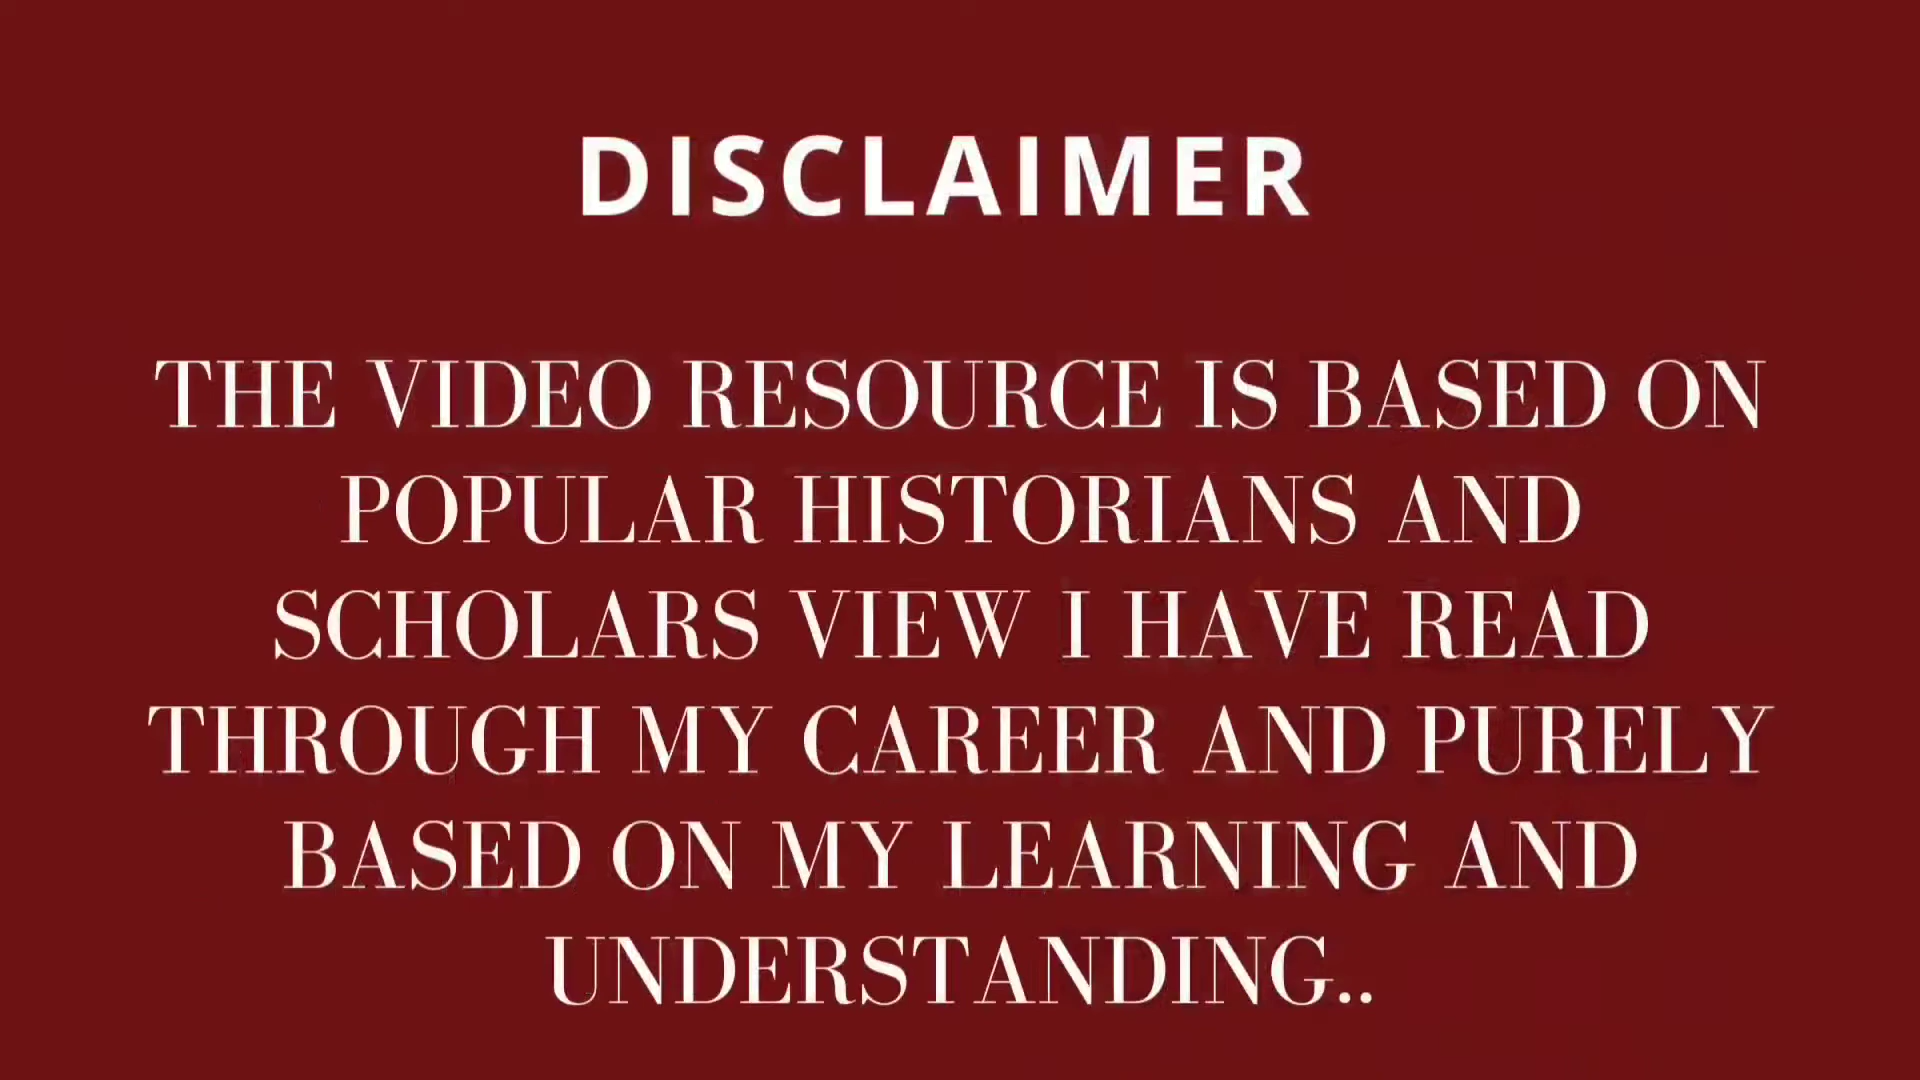 DISCLAIMER
THE VIDEO RESOURCE IS BASED ON
POPULAR HISTORIANS AND
SCHOLARS VIEW I HAVE READ
THROUGH MY CAREER AND PURELY
BASED ON MY LEARNING AND
UNDERSTANDING..